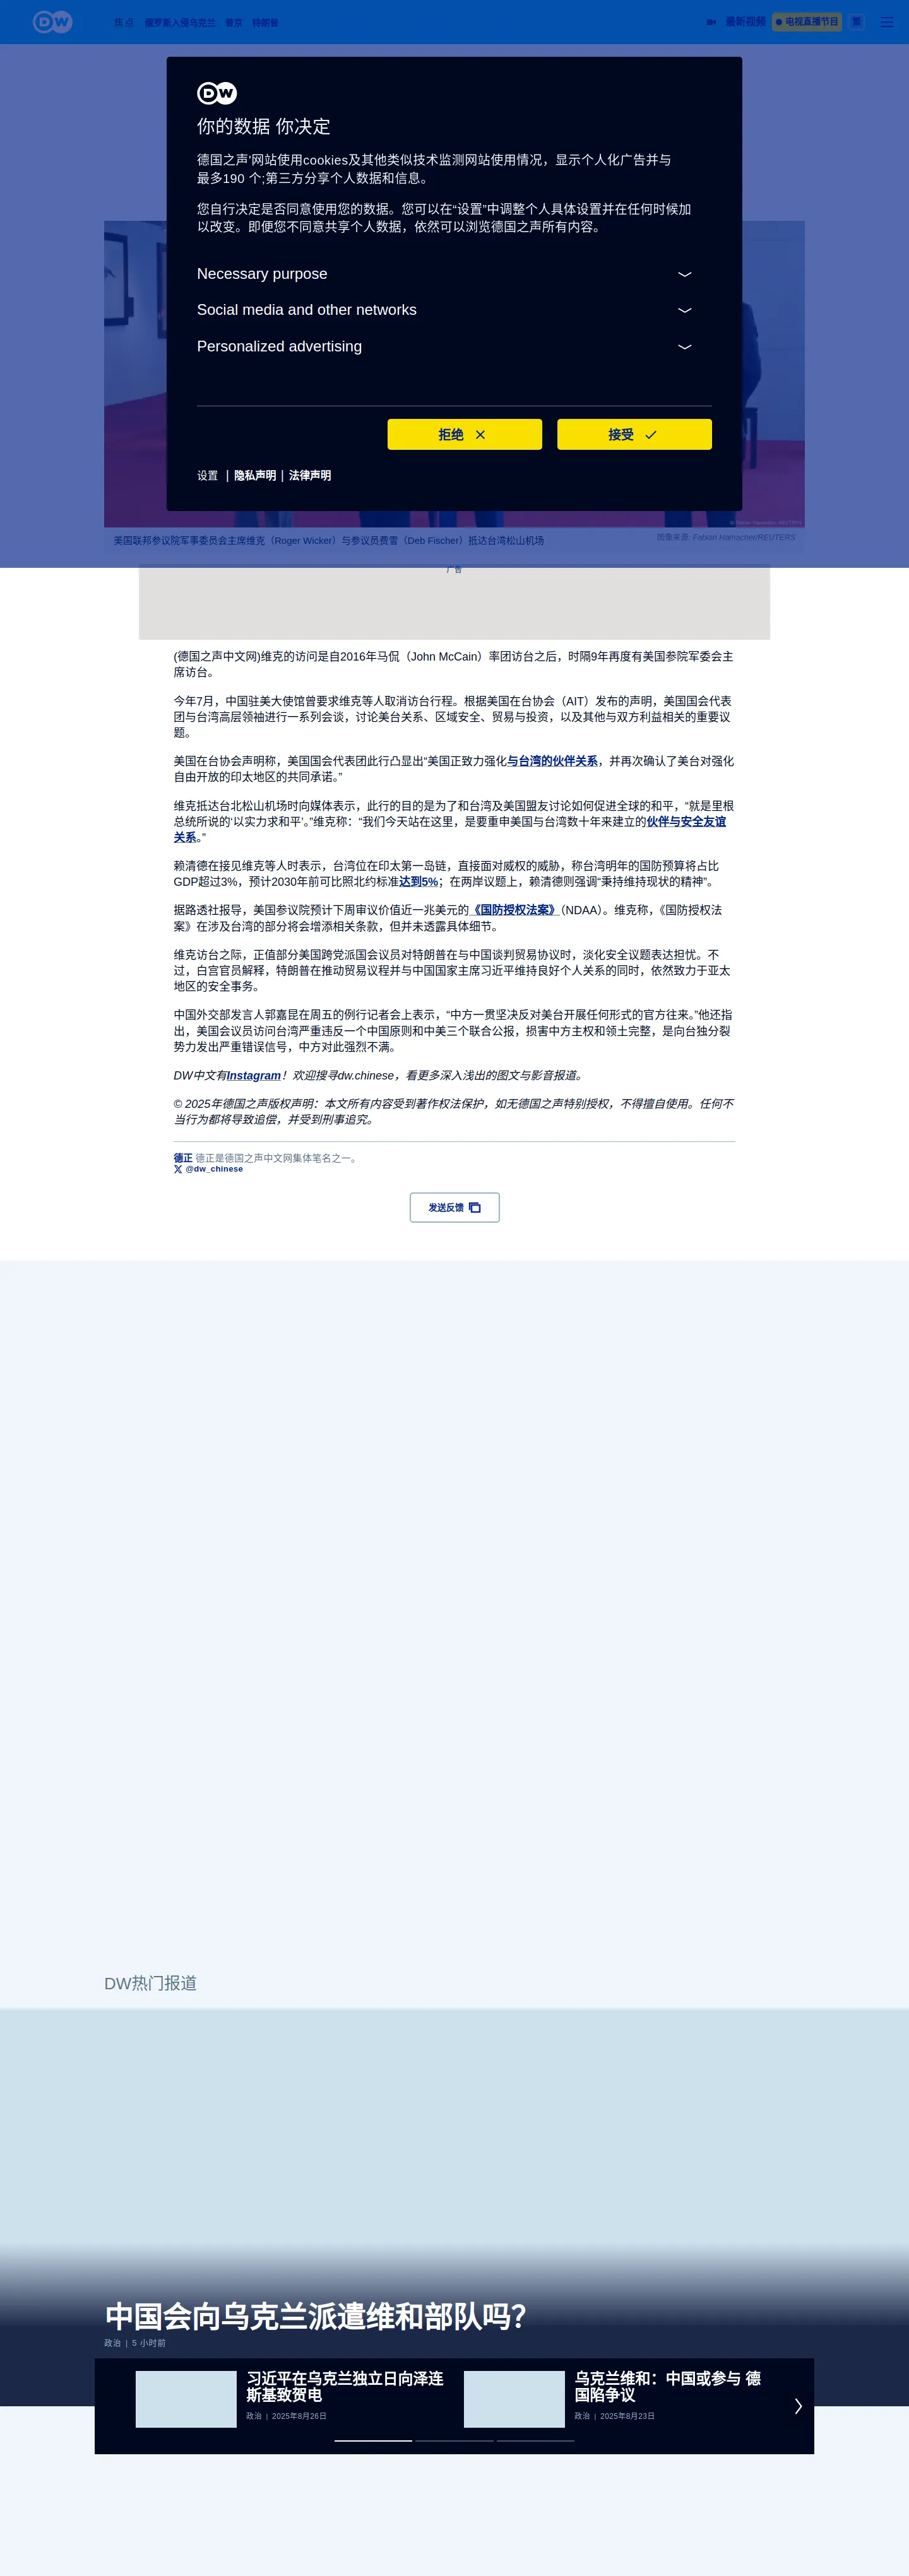 DW
焦点 俄罗斯入侵乌克兰 普京 特朗普
最新视频 电视直播节目 繁
DW
你的数据 你决定
德国之声'网站使用cookies及其他类似技术监测网站使用情况，显示个人化广告并与
最多190 个;第三方分享个人数据和信息。
您自行决定是否同意使用您的数据。您可以在“设置”中调整个人具体设置并在任何时候加
以改变。即便您不同意共享个人数据，依然可以浏览德国之声所有内容。
Necessary purpose
Social media and other networks
Personalized advertising
拒绝 接受
设置 | 隐私声明 | 法律声明
美国联邦参议院军事委员会主席维克（Roger Wicker）与参议员费雪（Deb Fischer）抵达台湾松山机场
图像来源: Fabian Hamacher/REUTERS
广告
(德国之声中文网)维克的访问是自2016年马侃（John McCain）率团访台之后，时隔9年再度有美国参院军委会主
席访台。
今年7月，中国驻美大使馆曾要求维克等人取消访台行程。根据美国在台协会（AIT）发布的声明，美国国会代表
团与台湾高层领袖进行一系列会谈，讨论美台关系、区域安全、贸易与投资，以及其他与双方利益相关的重要议
题。
美国在台协会声明称，美国国会代表团此行凸显出“美国正致力强化与台湾的伙伴关系，并再次确认了美台对强化
自由开放的印太地区的共同承诺。”
维克抵达台北松山机场时向媒体表示，此行的目的是为了和台湾及美国盟友讨论如何促进全球的和平，“就是里根
总统所说的‘以实力求和平’。”维克称：“我们今天站在这里，是要重申美国与台湾数十年来建立的伙伴与安全友谊
关系。”
赖清德在接见维克等人时表示，台湾位在印太第一岛链，直接面对威权的威胁，称台湾明年的国防预算将占比
GDP超过3%，预计2030年前可比照北约标准达到5%；在两岸议题上，赖清德则强调“秉持维持现状的精神”。
据路透社报导，美国参议院预计下周审议价值近一兆美元的《国防授权法案》（NDAA）。维克称，《国防授权法
案》在涉及台湾的部分将会增添相关条款，但并未透露具体细节。
维克访台之际，正值部分美国跨党派国会议员对特朗普在与中国谈判贸易协议时，淡化安全议题表达担忧。不
过，白宫官员解释，特朗普在推动贸易议程并与中国国家主席习近平维持良好个人关系的同时，依然致力于亚太
地区的安全事务。
中国外交部发言人郭嘉昆在周五的例行记者会上表示，“中方一贯坚决反对美台开展任何形式的官方往来。”他还指
出，美国会议员访问台湾严重违反一个中国原则和中美三个联合公报，损害中方主权和领土完整，是向台独分裂
势力发出严重错误信号，中方对此强烈不满。
DW中文有Instagram！欢迎搜寻dw.chinese，看更多深入浅出的图文与影音报道。
© 2025年德国之声版权声明：本文所有内容受到著作权法保护，如无德国之声特别授权，不得擅自使用。任何不
当行为都将导致追偿，并受到刑事追究。
德正 德正是德国之声中文网集体笔名之一。
@dw_chinese
发送反馈
DW热门报道
中国会向乌克兰派遣维和部队吗？
政治 | 5 小时前
习近平在乌克兰独立日向泽连
斯基致贺电
政治 | 2025年8月26日
乌克兰维和：中国或参与 德
国陷争议
政治 | 2025年8月23日